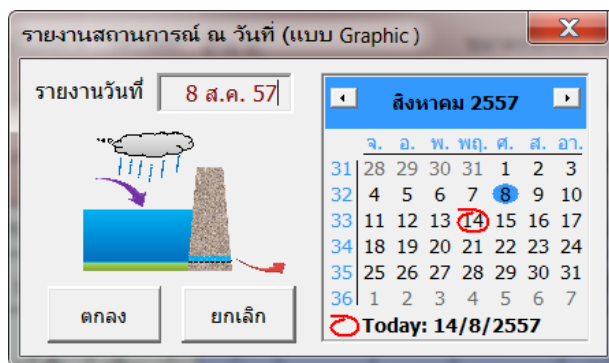 รายงานสถานการณ์ ณ วันที่ (แบบ Graphic )
X
รายงานวันที่ 8 ส.ค. 57
สิงหาคม 2557
จ. อ. พ. พฤ. ศ. ส. อา.
31 28 29 30 31 1 2 3
32 4 5 6 7 8 9 10
33 11 12 13 14 15 16 17
34 18 19 20 21 22 23 24
35 25 26 27 28 29 30 31
36 1 2 3 4 5 6 7
Today: 14/8/2557
ตกลง ยกเลิก